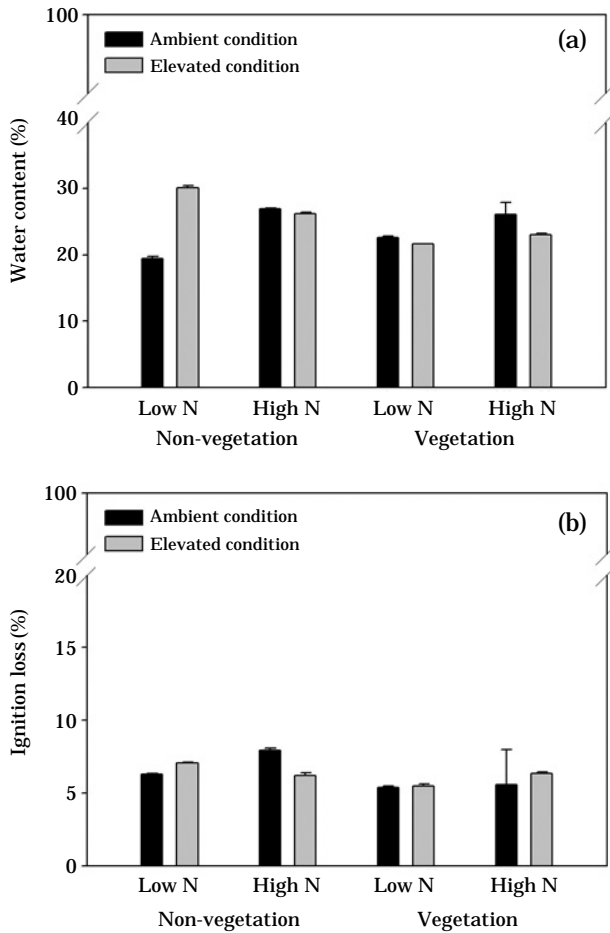 100
Ambient condition
(a)
Elevated condition
40
30
20
10
0
Water content (%)
Low N High N Low N High N
Non-vegetation Vegetation
100
Ambient condition
(b)
Elevated condition
20
15
10
5
0
Ignition loss (%)
Low N High N Low N High N
Non-vegetation Vegetation